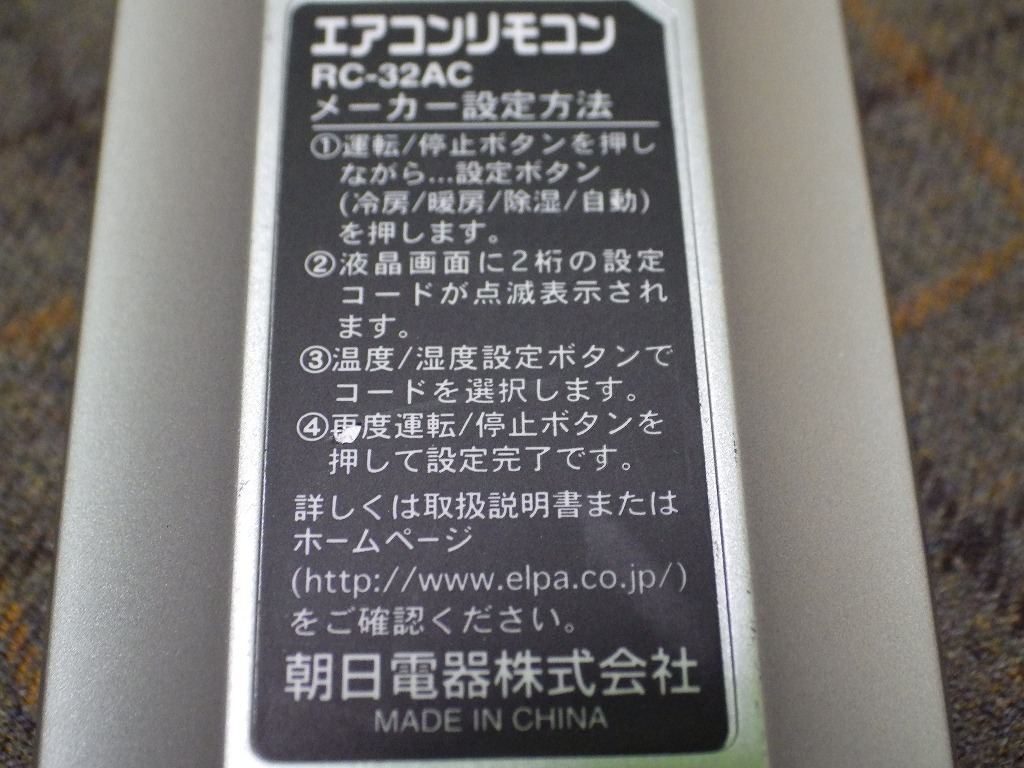 エアコンリモコン
RC-32AC
メーカー設定方法
①運転/停止ボタンを押し
ながら...設定ボタン
(冷房/暖房/除湿/自動)
を押します。
②液晶画面に2桁の設定
コードが点滅表示され
ます。
③温度/湿度設定ボタンで
コードを選択します。
④再度運転/停止ボタンを
押して設定完了です。
詳しくは取扱説明書または
ホームページ
(http://www.elpa.co.jp/)
をご確認ください。
朝日電器株式会社
MADE IN CHINA